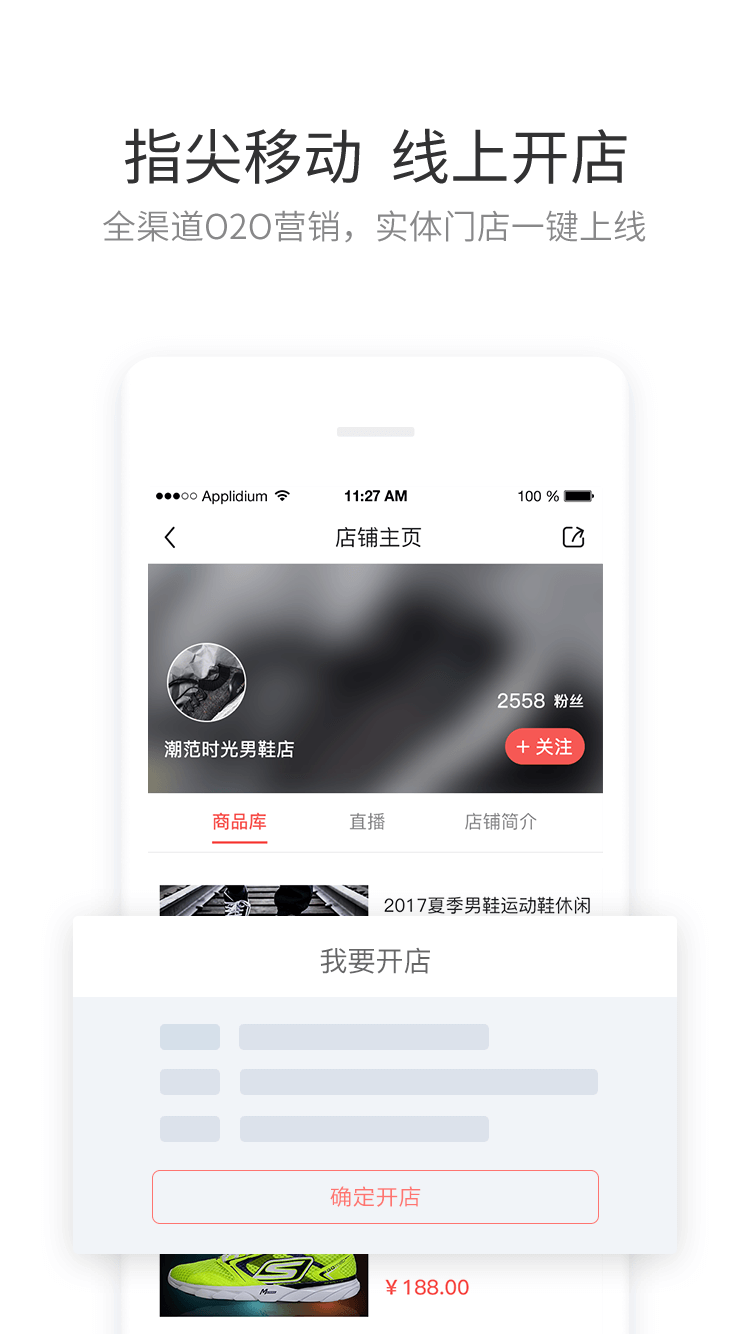 指尖移动 线上开店
全渠道O2O营销，实体门店一键上线
Applidium 11:27 AM 100 %
店铺主页
2558 粉丝
潮范时光男鞋店
+ 关注
商品库 直播 店铺简介
2017夏季男鞋运动鞋休闲
我要开店
确定开店
¥ 188.00